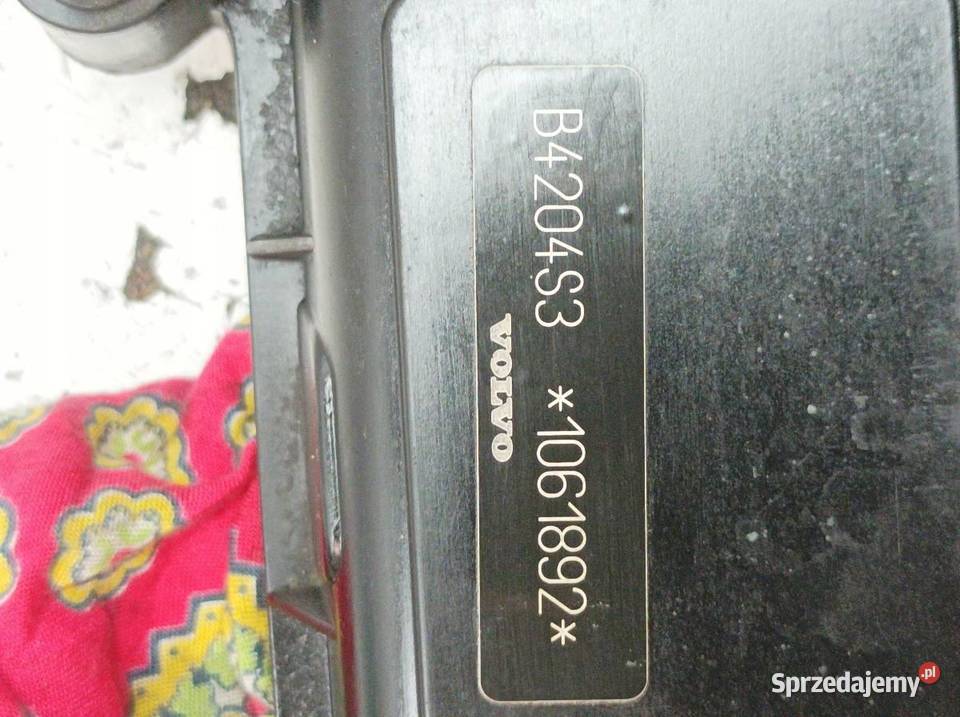 B4204S3 *1061892*
VOLVO
Sprzedajemy.pl